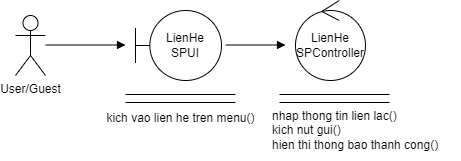 LienHe
SPUI
LienHe
SPController
User/Guest
kich vao lien he tren menu()
nhap thong tin lien lac()
kich nut gui()
hien thi thong bao thanh cong()